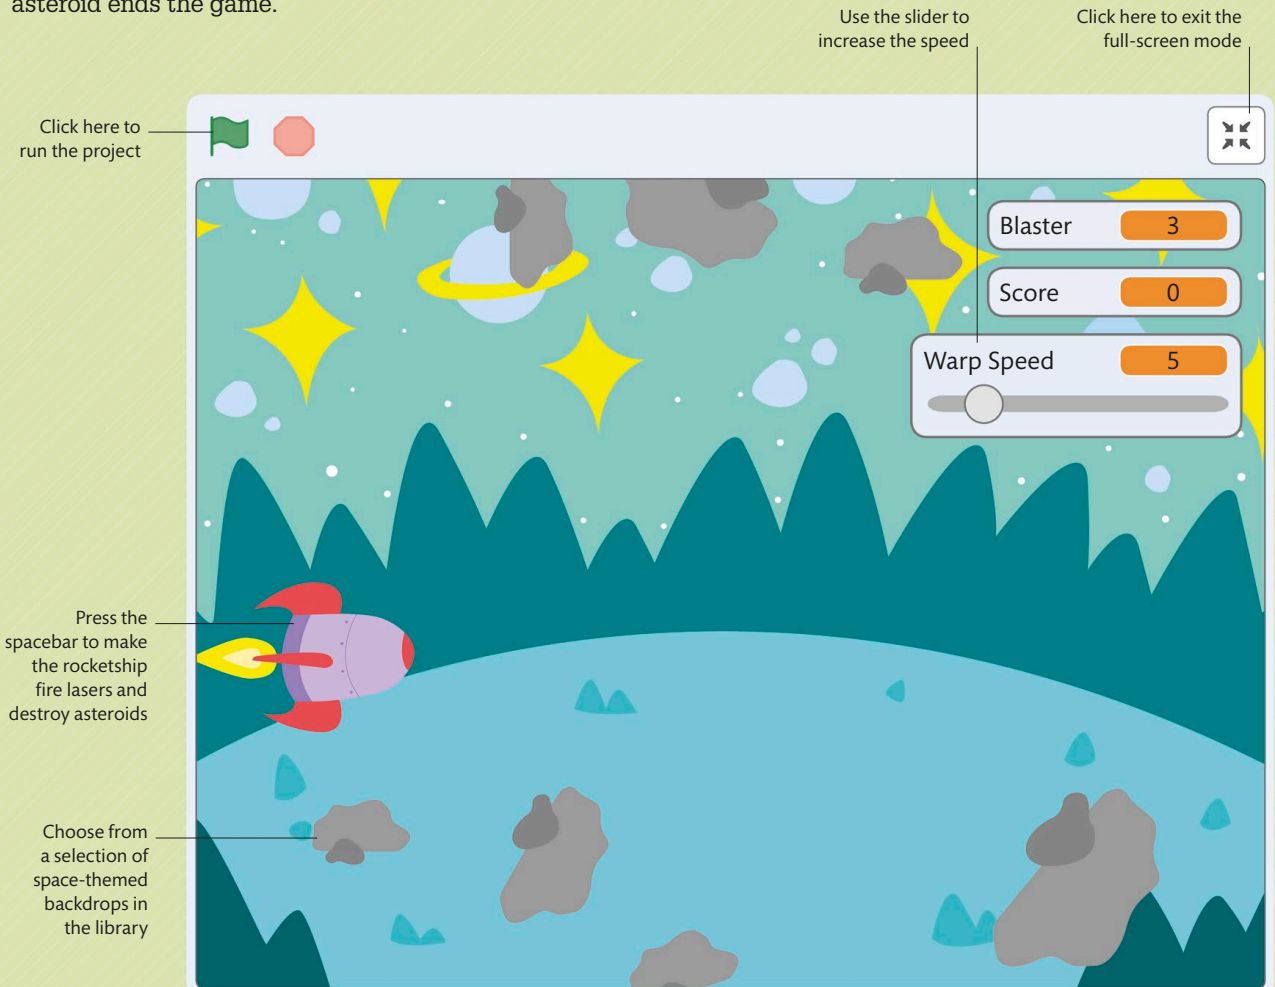 asteroid ends the game.
Use the slider to
increase the speed
Click here to exit the
full-screen mode
Click here to
run the project
Blaster 3
Score 0
Warp Speed 5
Press the
spacebar to make
the rocketship
fire lasers and
destroy asteroids
Choose from
a selection of
space-themed
backdrops in
the library